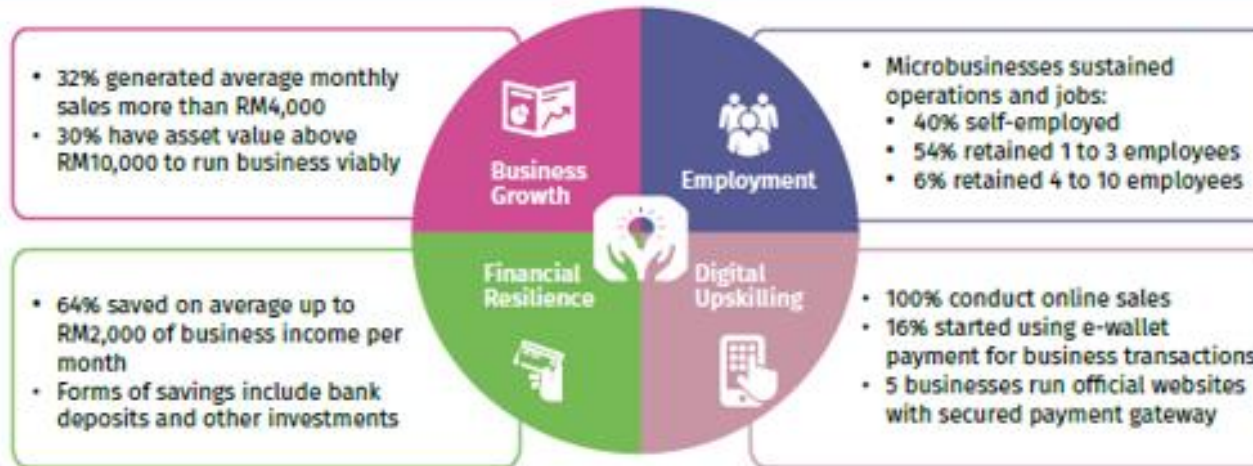 • 32% generated average monthly
sales more than RM4,000
• 30% have asset value above
RM10,000 to run business viably
Business
Growth
Employment
• Microbusinesses sustained
operations and jobs:
• 40% self-employed
• 54% retained 1 to 3 employees
• 6% retained 4 to 10 employees
• 64% saved on average up to
RM2,000 of business income per
month
• Forms of savings include bank
deposits and other investments
Financial
Resilience
Digital
Upskilling
• 100% conduct online sales
• 16% started using e-wallet
payment for business transactions
• 5 businesses run official websites
with secured payment gateway